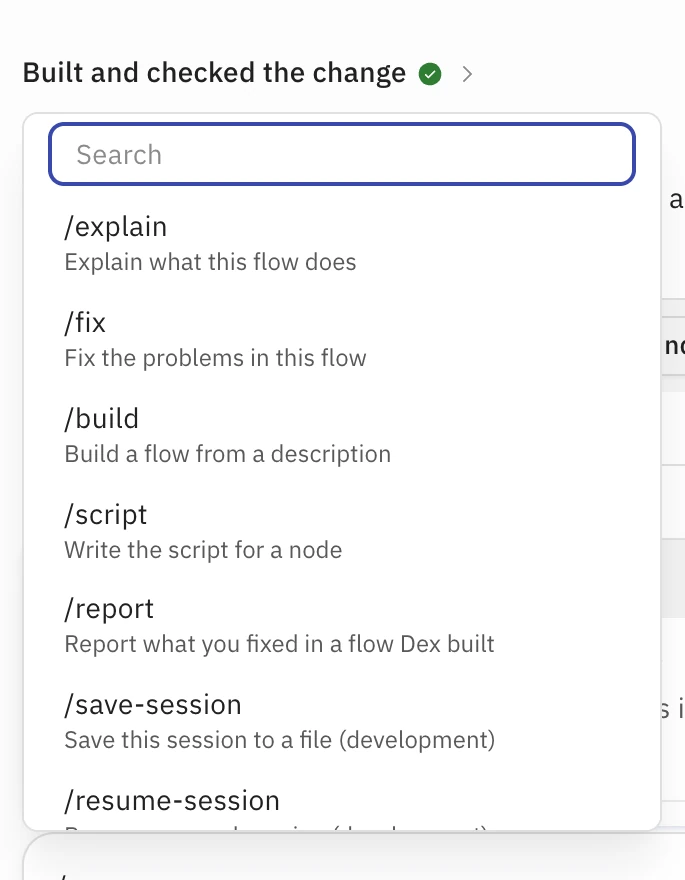 Built and checked the change
Search
/explain
Explain what this flow does
/fix
Fix the problems in this flow
/build
Build a flow from a description
/script
Write the script for a node
/report
Report what you fixed in a flow Dex built
/save-session
Save this session to a file (development)
/resume-session
/